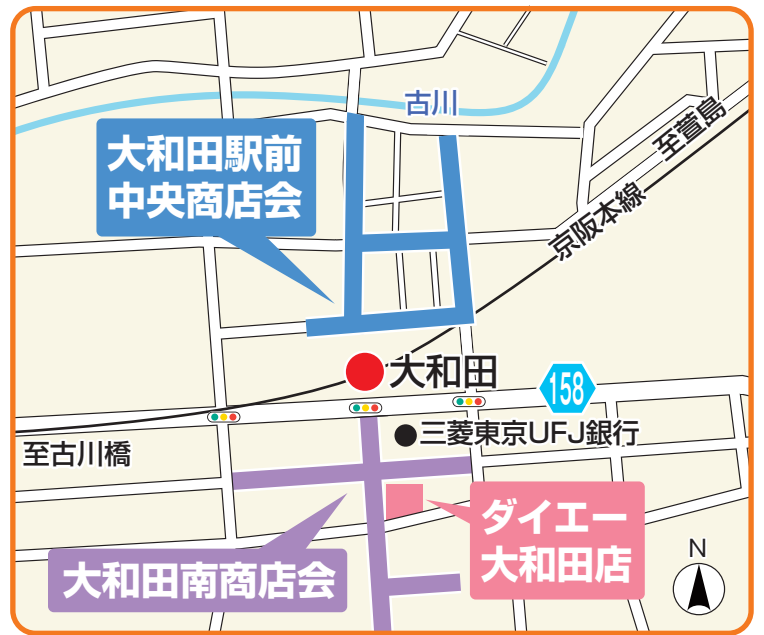 古川
至萱島
大和田駅前
中央商店会
京阪本線
大和田
158
三菱東京UFJ銀行
至古川橋
ダイエー
大和田店
大和田南商店会
N